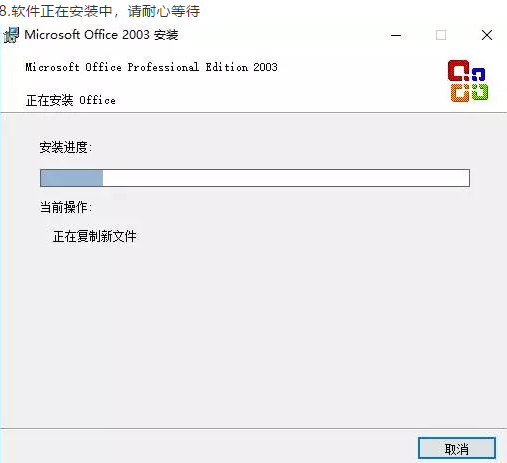 8.软件正在安装中，请耐心等待
Microsoft Office 2003 安装
Microsoft Office Professional Edition 2003
正在安装 Office
安装进度:
当前操作:
正在复制新文件
取消